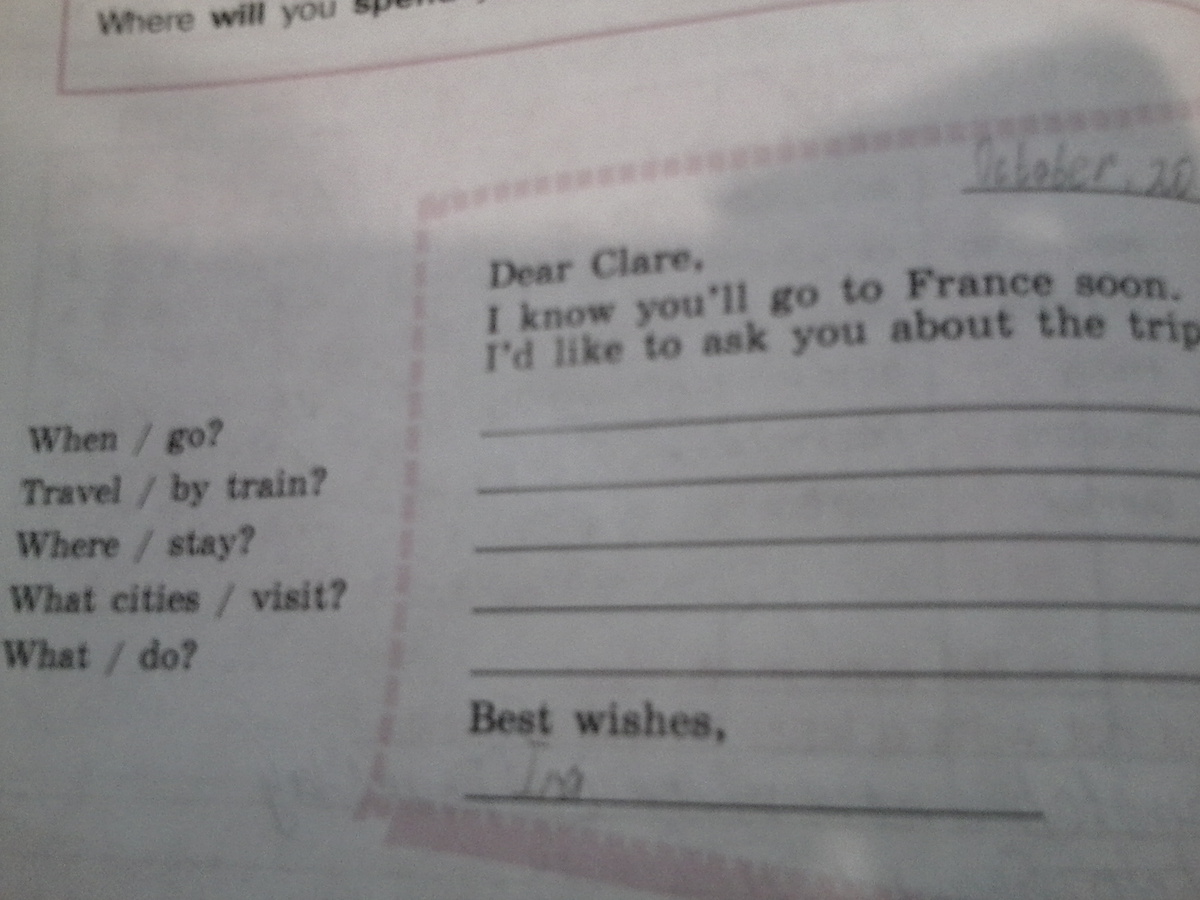 Where will you spend
October, 20
Dear Clare,
I know you'll go to France soon.
I'd like to ask you about the trip
When / go?
Travel / by train?
Where / stay?
What cities / visit?
What / do?
Best wishes,